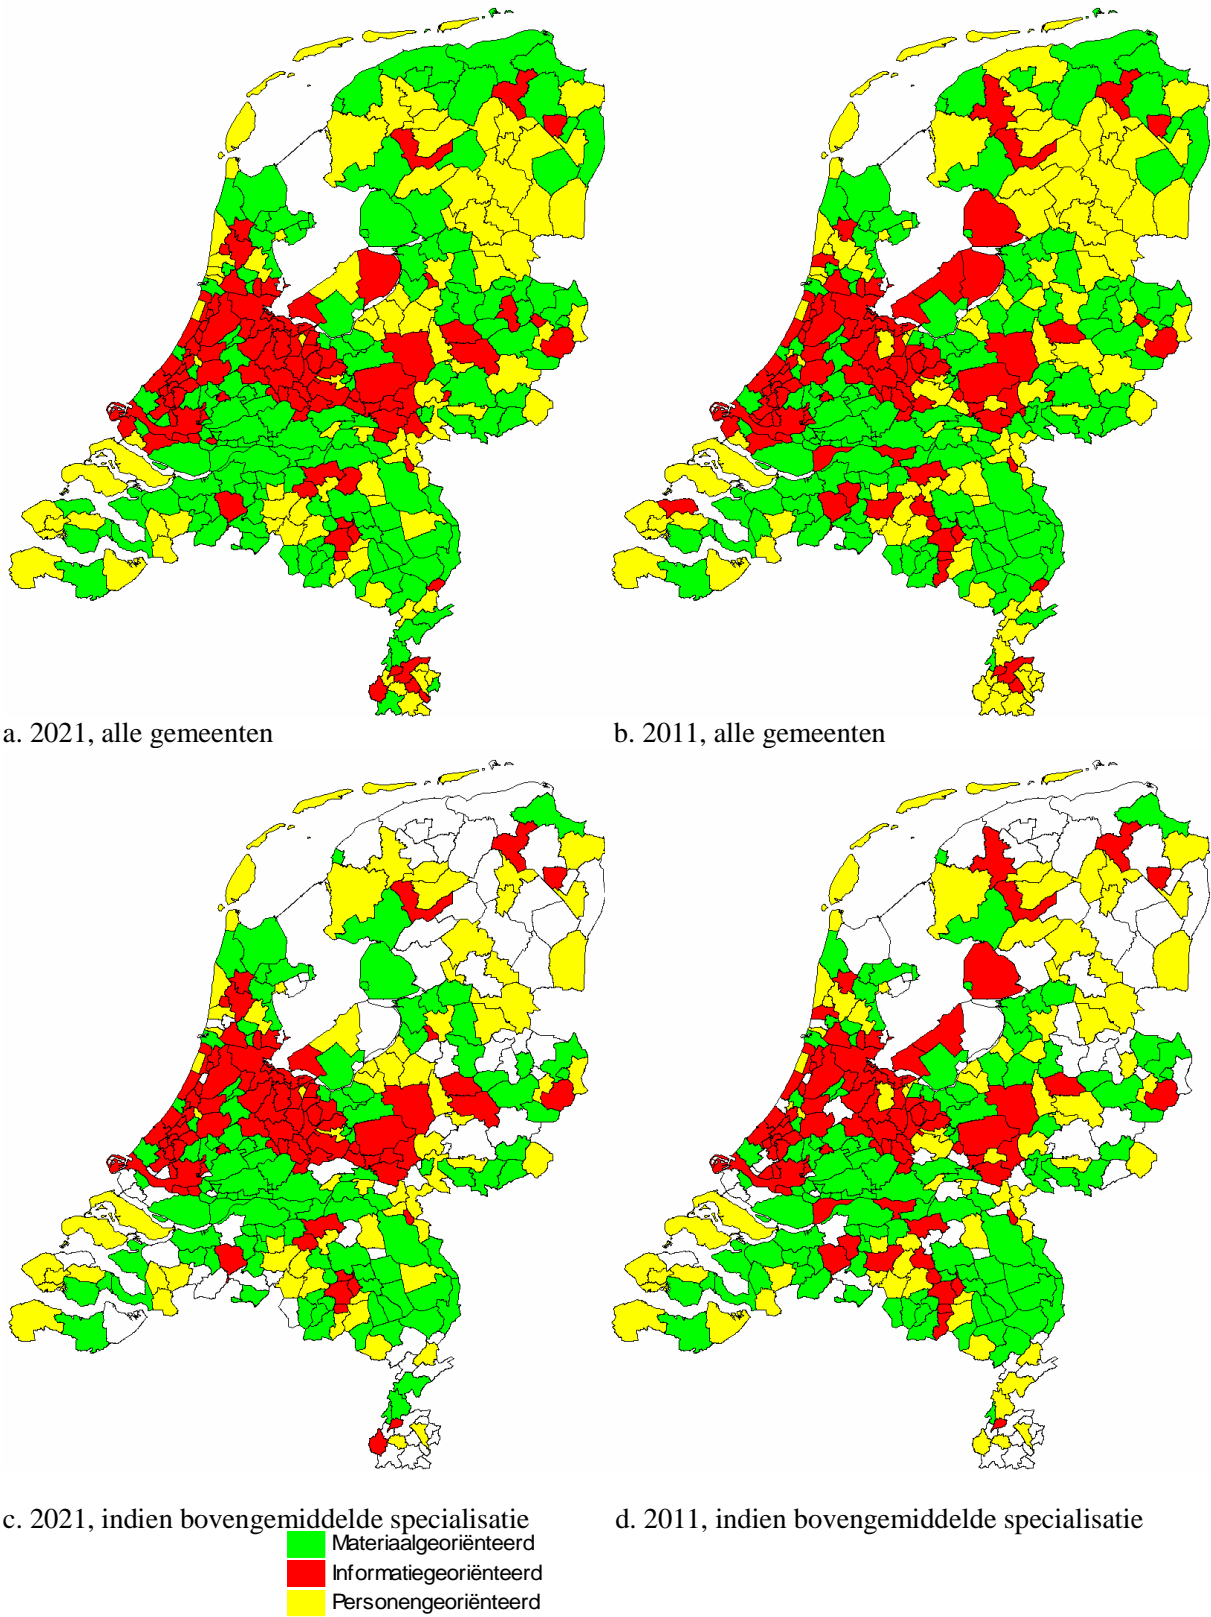 a. 2021, alle gemeenten
b. 2011, alle gemeenten
c. 2021, indien bovengemiddelde specialisatie
d. 2011, indien bovengemiddelde specialisatie
Materiaalgeoriënteerd
Informatiegeoriënteerd
Personengeoriënteerd